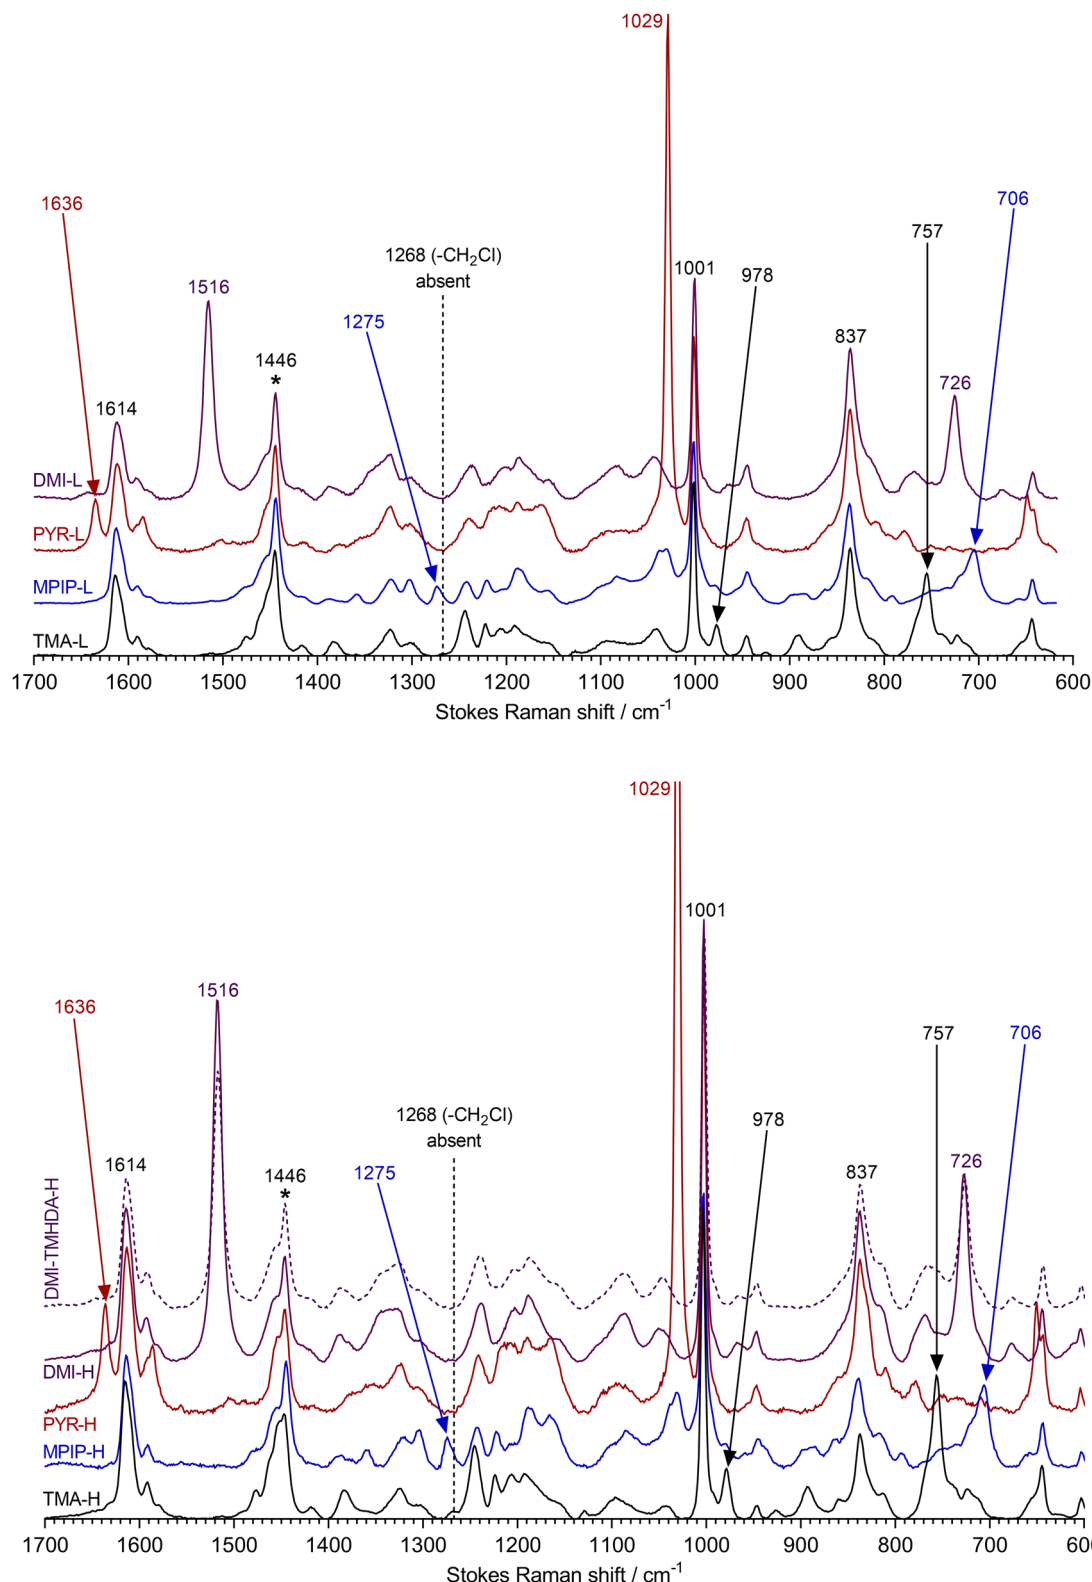 1029
1636
706
757
1268 (-CH2Cl)
absent
1001
978
1516
1275
837
1446
*
726
1614
DMI-L
PYR-L
MPIP-L
TMA-L
1700 1600 1500 1400 1300 1200 1100 1000 900 800 700 600
Stokes Raman shift / cm-1
1029
1001
1516
1636
757
706
1268 (-CH2Cl)
absent
978
1614
1446
*
1275
837
726
DMI-TMHDA-H
DMI-H
PYR-H
MPIP-H
TMA-H
1700 1600 1500 1400 1300 1200 1100 1000 900 800 700 600
Stokes Raman shift / cm-1